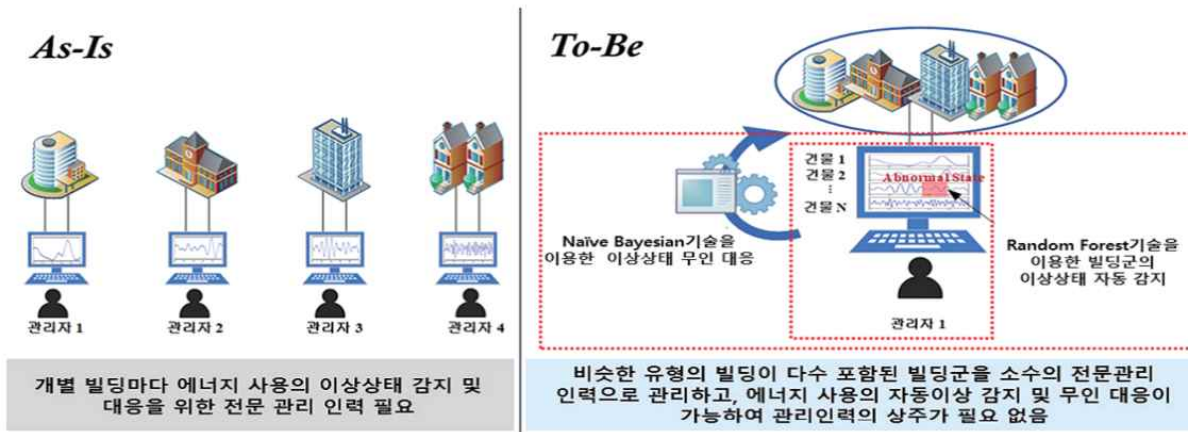 As-Is
관리자 1
관리자 2
관리자 3
관리자 4
개별 빌딩마다 에너지 사용의 이상상태 감지 및
대응을 위한 전문 관리 인력 필요
To-Be
건물 1
건물 2
⋮
건물 N
Abnormal State
Naïve Bayesian기술을
이용한 이상상태 무인 대응
Random Forest기술을
이용한 빌딩군의
이상상태 자동 감지
관리자 1
비슷한 유형의 빌딩이 다수 포함된 빌딩군을 소수의 전문관리
인력으로 관리하고, 에너지 사용의 자동이상 감지 및 무인 대응이
가능하여 관리인력의 상주가 필요 없음